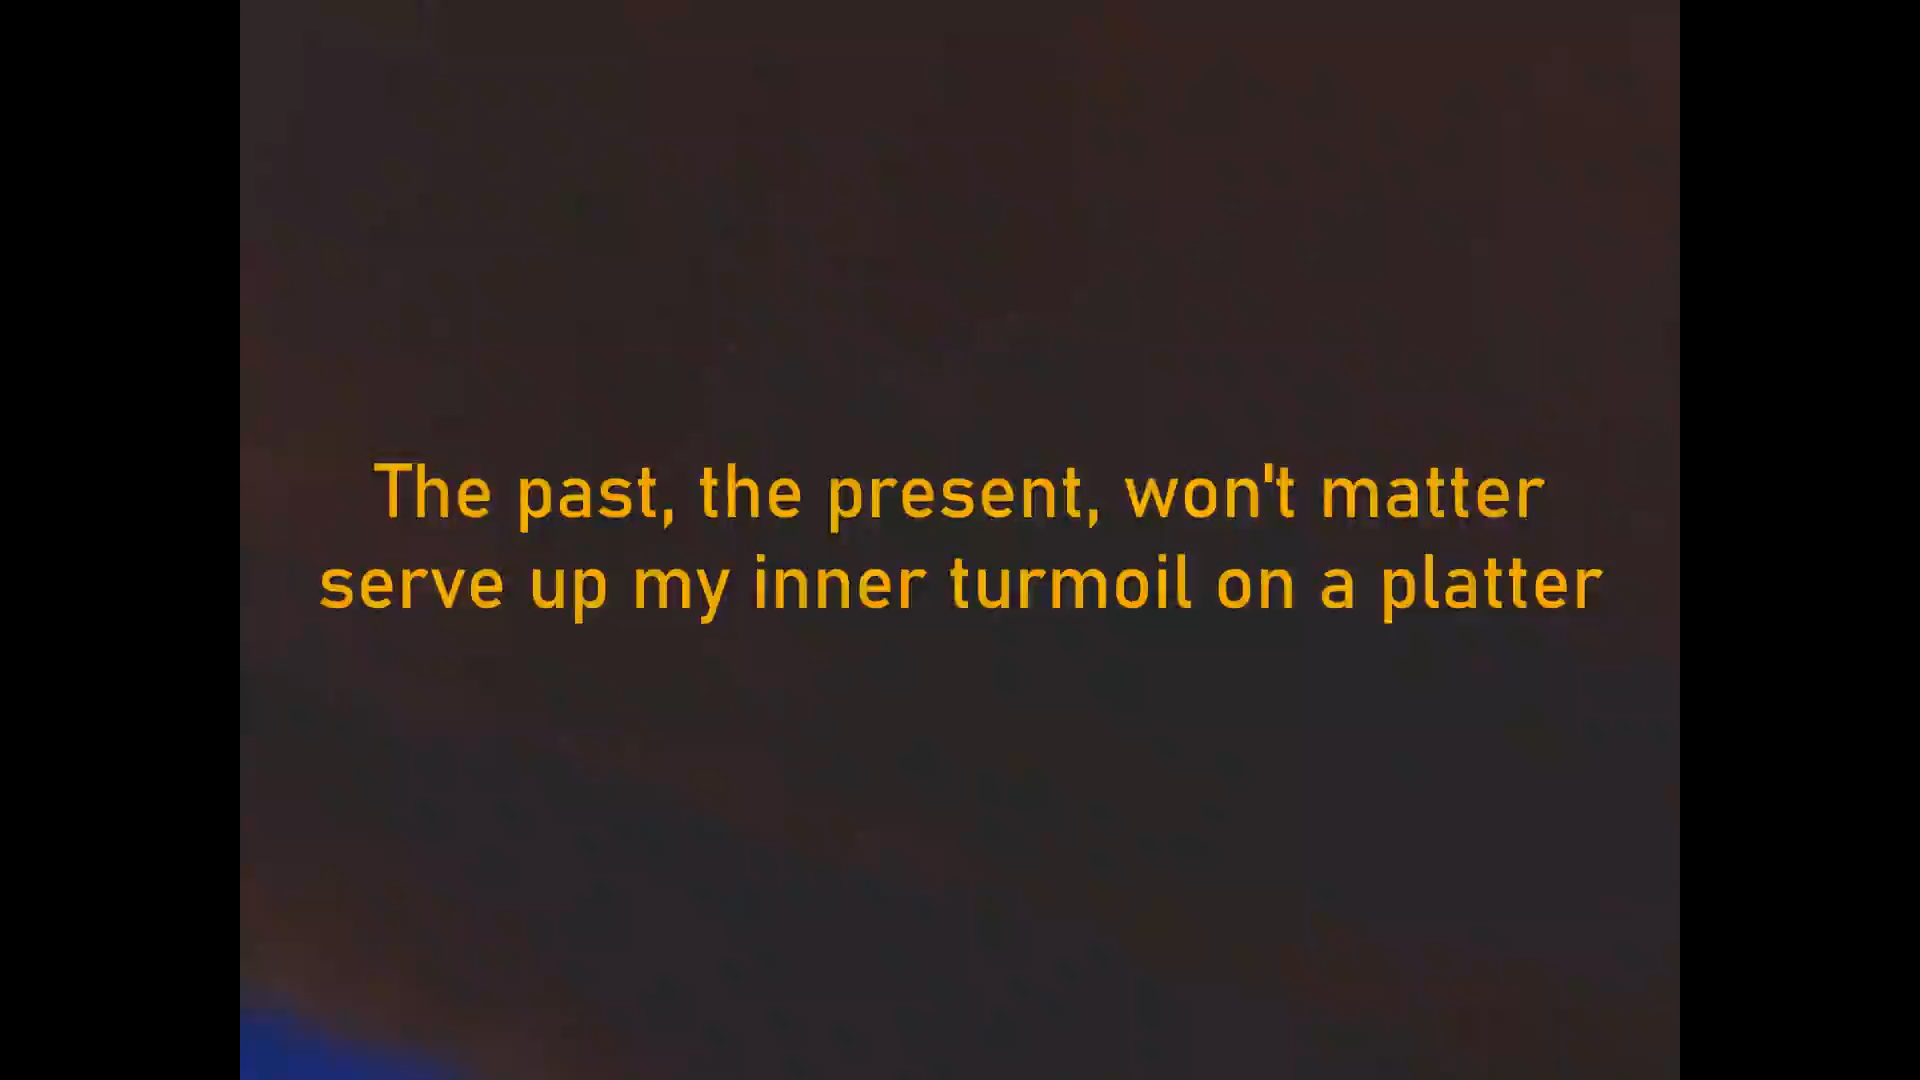 The past, the present, won't matter
serve up my inner turmoil on a platter